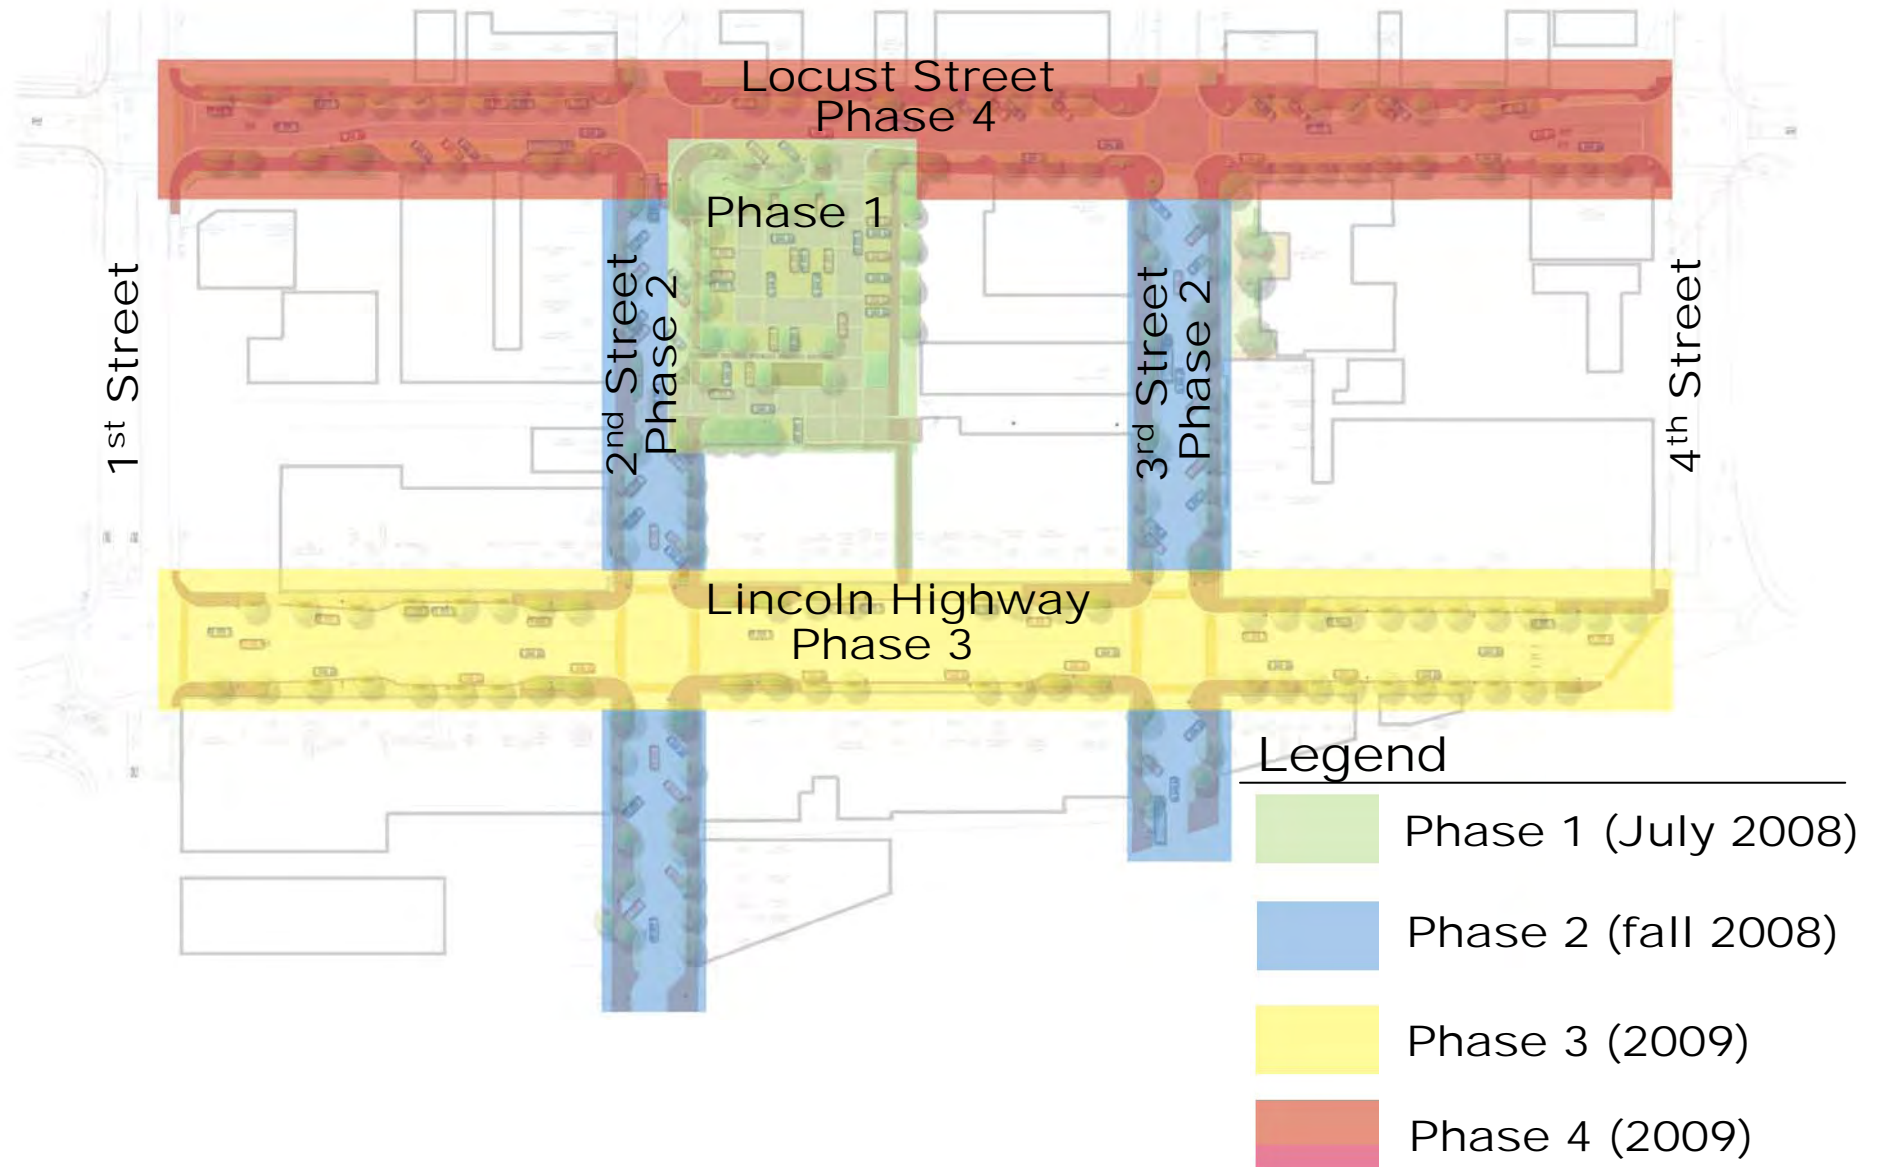 Locust Street
Phase 4
Phase 1
1st Street
2nd Street
Phase 2
3rd Street
Phase 2
4th Street
Lincoln Highway
Phase 3
Legend
Phase 1 (July 2008)
Phase 2 (fall 2008)
Phase 3 (2009)
Phase 4 (2009)